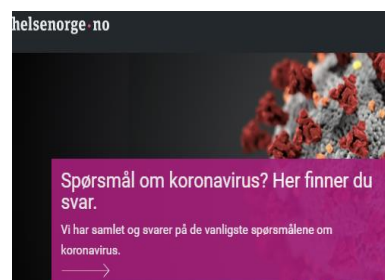 helsenorge.no
Spørsmål om koronavirus? Her finner du
svar.
Vi har samlet og svarer på de vanligste spørsmålene om
koronavirus.